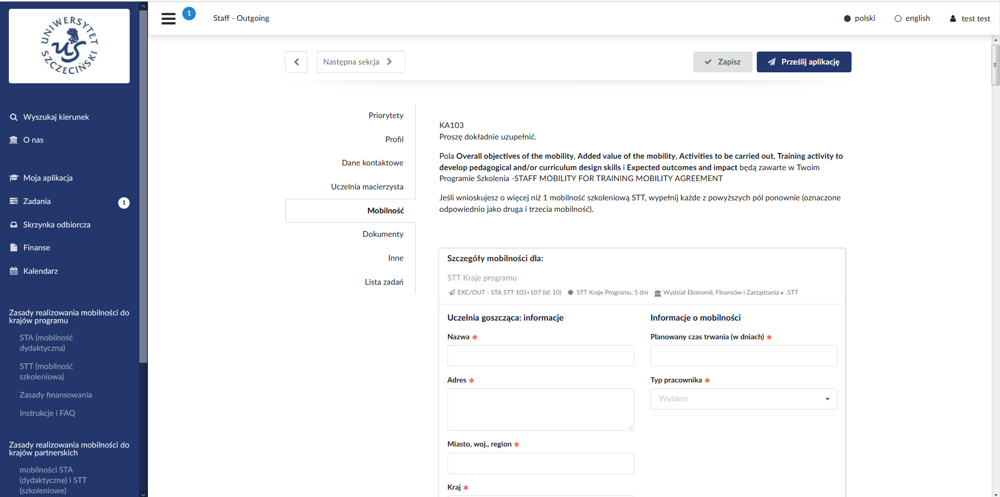 UNIWERSYTET
SZCZECIŃSKI
US
Wyszukaj kierunek
O nas
Moja aplikacja
Zadania
1
Skrzynka odbiorcza
Finanse
Kalendarz
Zasady realizowania mobilności do
krajów programu
STA (mobilność
dydaktyczna)
STT (mobilność
szkoleniowa)
Zasady finansowania
Instrukcje i FAQ
Zasady realizowania mobilności do
krajów partnerskich
mobilności STA
(dydaktyczne) i STT
(szkoleniowe)
1
Staff - Outgoing
polski
english
test test
Następna sekcja
Zapisz
Prześlij aplikację
Priorytety
Profil
Dane kontaktowe
Uczelnia macierzysta
Mobilność
Dokumenty
Inne
Lista zadań
KA103
Proszę dokładnie uzupełnić.
Pola Overall objectives of the mobility, Added value of the mobility, Activities to be carried out, Training activity to
develop pedagogical and/or curriculum design skills i Expected outcomes and impact będą zawarte w Twoim
Programie Szkolenia -STAFF MOBILITY FOR TRAINING MOBILITY AGREEMENT
Jeśli wnioskujesz o więcej niż 1 mobilność szkoleniową STT, wypełnij każde z powyższych pól ponownie (oznaczone
odpowiednio jako druga i trzecia mobilność).
Szczegóły mobilności dla:
STT Kraje programu
EXC/OUT - STA STT 103+107 (id: 10) STT Kraje Programu, 5 dni Wydział Ekonomii, Finansów i Zarządzania .STT
Uczelnia goszcząca: informacje
Nazwa *
Adres *
Miasto, woj., region *
Kraj *
Informacje o mobilności
Planowany czas trwania (w dniach) *
Typ pracownika *
Wybierz